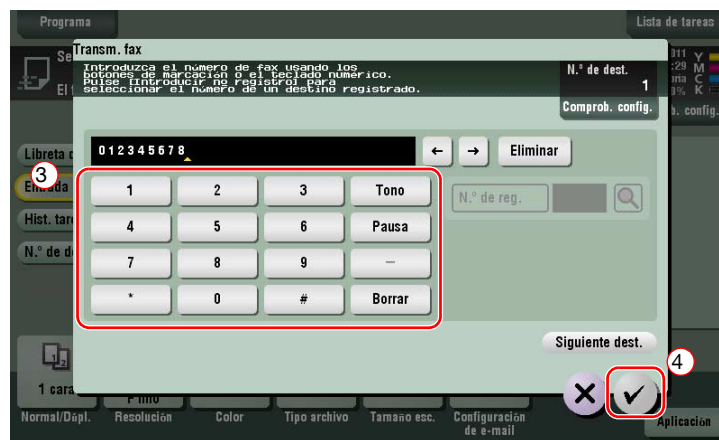 Programa
Lista de tareas
Se
Transm. fax
Introduzca el número de fax usando los
botones de marcación o el teclado numérico.
Pulse [Introducir no registro] para
seleccionar el número de un destino registrado.
N.° de dest.
1
Comprob. config.
Y
M
C
K
b. config.
El
Libreta
012345678
← → Eliminar
3
Entrada
1 2 3 Tono
N.° de reg.
Hist. tar
4 5 6 Pausa
N.° de de
7 8 9 —
* 0 # Borrar
Siguiente dest.
4
1 cara
Normal/Dúpl.
Resolución
Color
Tipo archivo
Tamaño esc.
Configuración
de e-mail
Aplicación